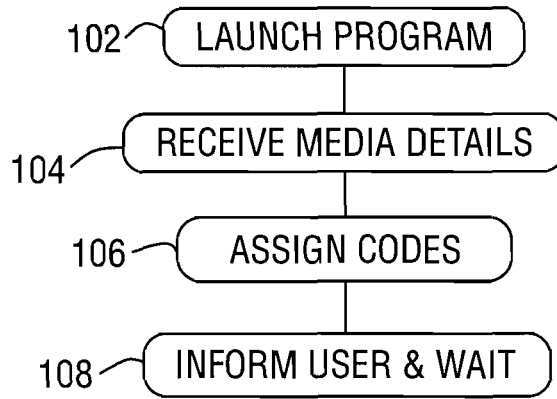 102 LAUNCH PROGRAM
104 RECEIVE MEDIA DETAILS
106 ASSIGN CODES
108 INFORM USER & WAIT